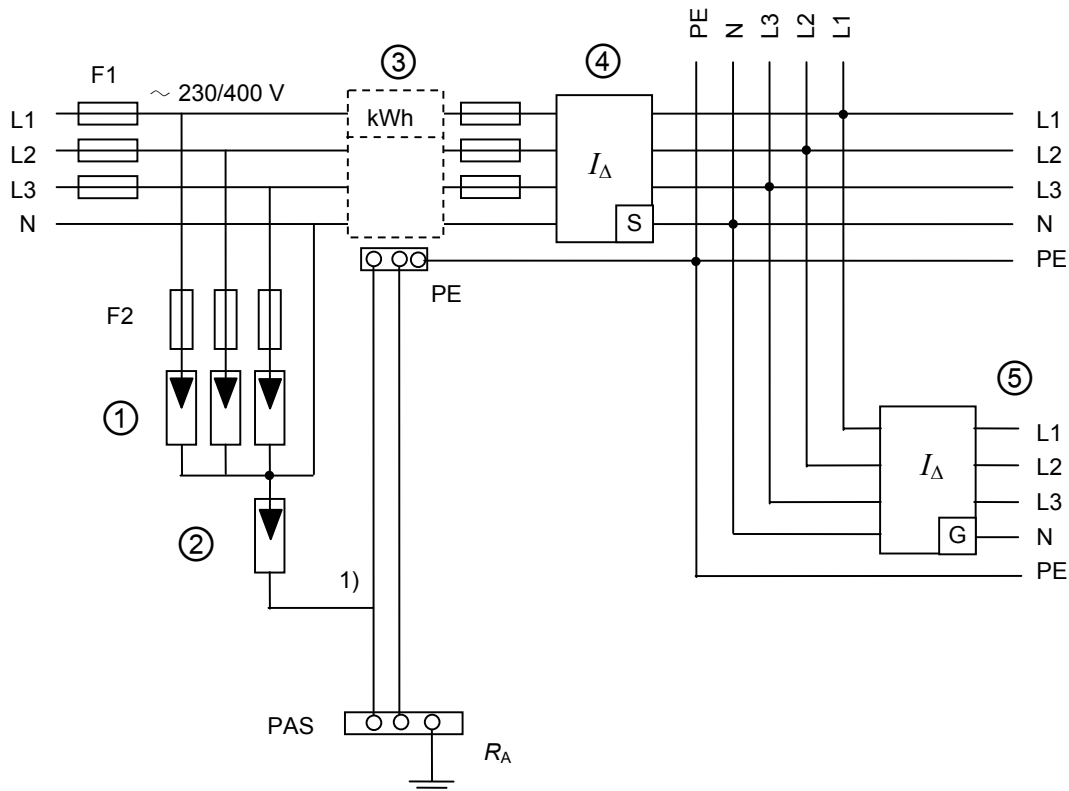 PE N L3 L2 L1
③ ④
F1
~ 230/400 V
L1 kWh L1
L2 L2
I∆
L3 L3
N S N
PE
PE
F2
⑤
① L1
I∆ L2
L3
② G N
1) PE
PAS
RA